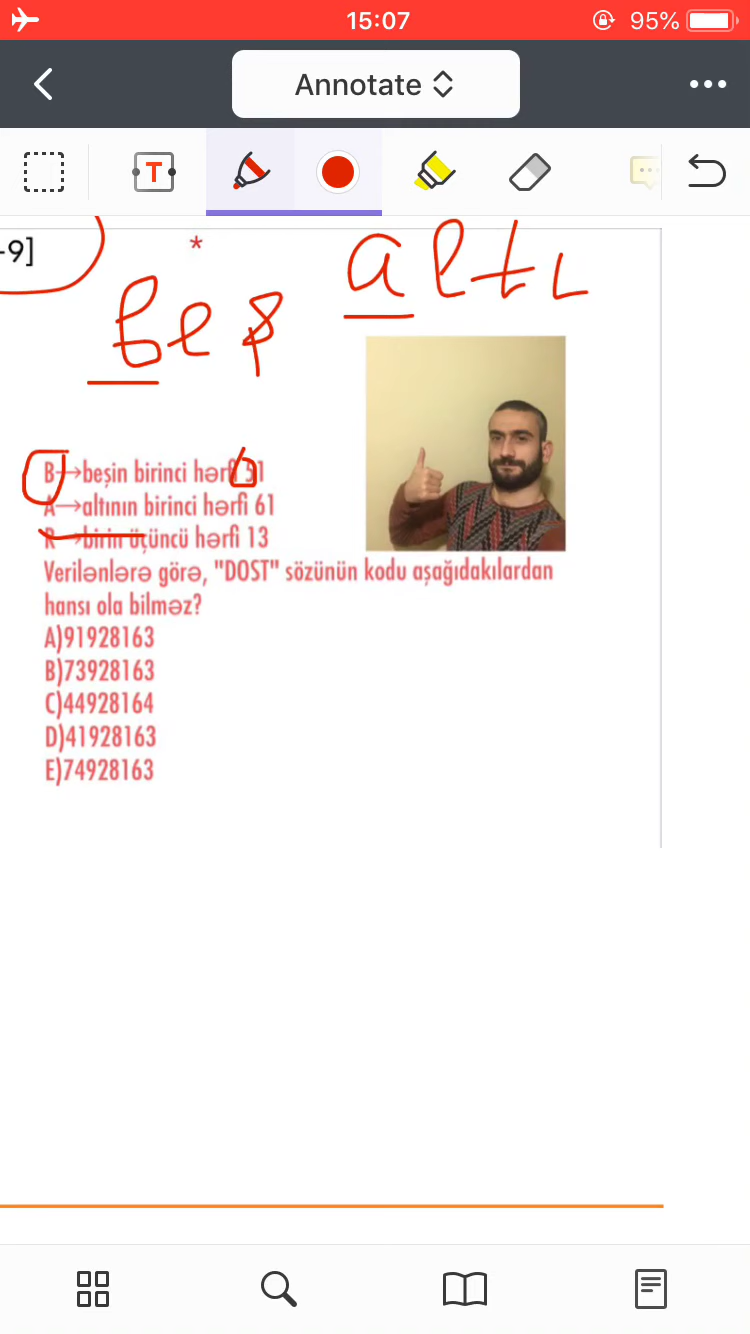 15:07
95%
Annotate
T
-9]
*
altı
beş
B→beşin birinci hərfi 51
A→altının birinci hərfi 61
R→birin üçüncü hərfi 13
Verilənlərə görə, "DOST" sözünün kodu aşağıdakılardan
hansı ola bilməz?
A)91928163
B)73928163
C)44928164
D)41928163
E)74928163